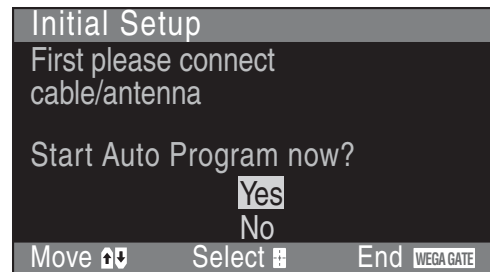 Initial Setup
First please connect
cable/antenna
Start Auto Program now?
Yes
No
Move Select End WEGA GATE